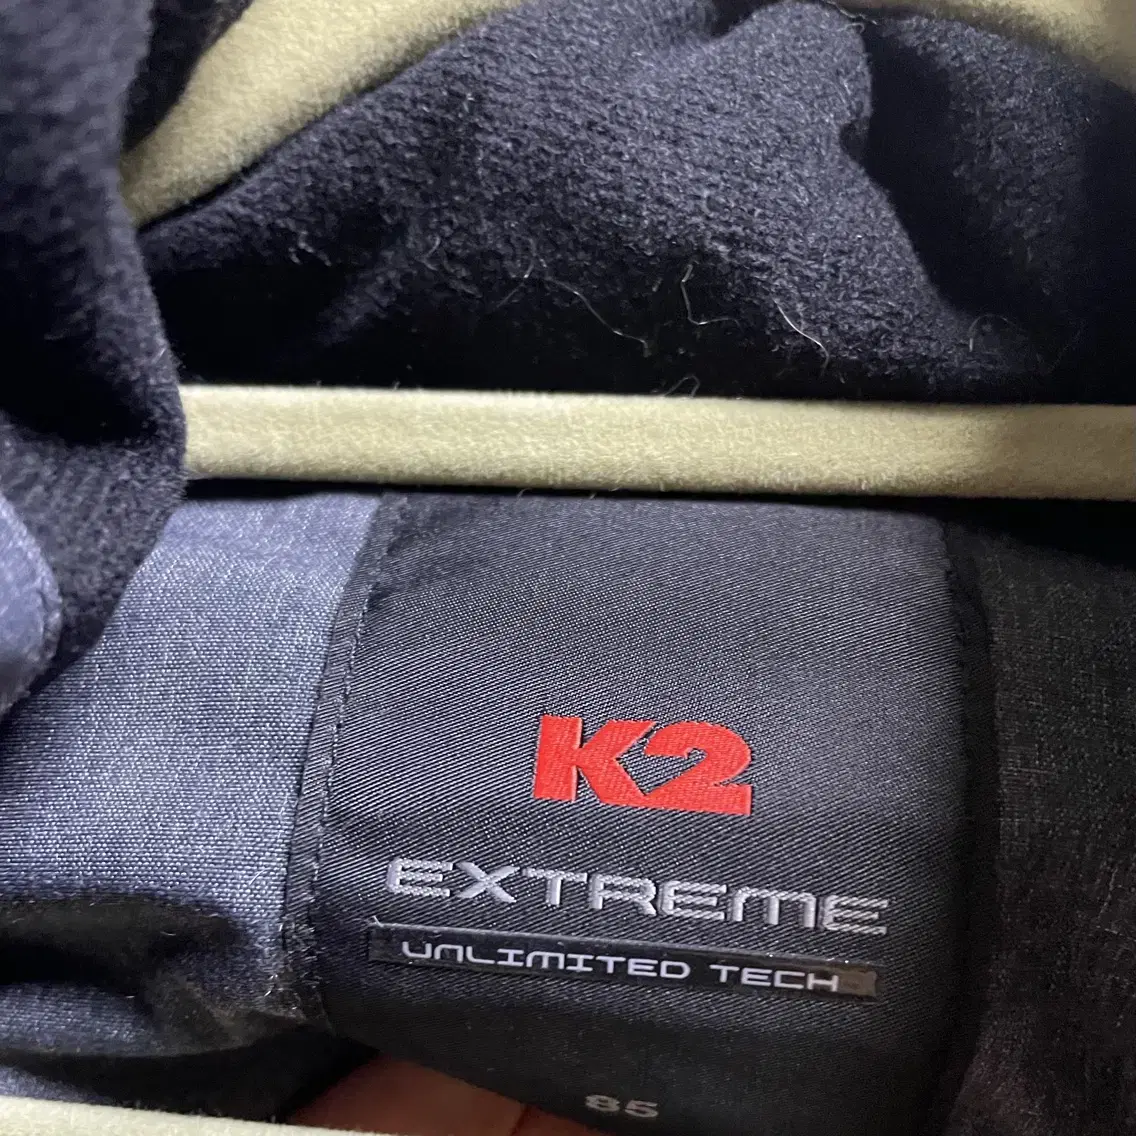 K2
EXTREME
UNLIMITED TECH
85